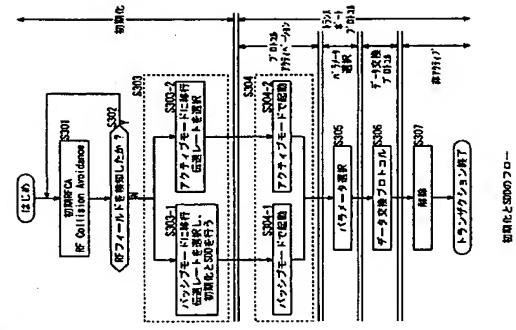 はじめ
S301
初期RFCA
RF Collision Avoidance
S302
RFフィールドを検知したか？
Y
N
S303
S303-1
パッシブモードに移行
伝送レートを選択し、
初期化とSDDを行う
S303-2
アクティブモードに移行
伝送レートを選択
S304
S304-1
パッシブモードで起動
S304-2
アクティブモードで起動
S305
パラメータ選択
S306
データ交換プロトコル
S307
解除
トランザクション終了
初期化
プロトコル
アクティベーション
トランス
ポート
プロトコル
パラメータ
選択
データ交換
プロトコル
非アクティブ
初期化とSDDのフロー